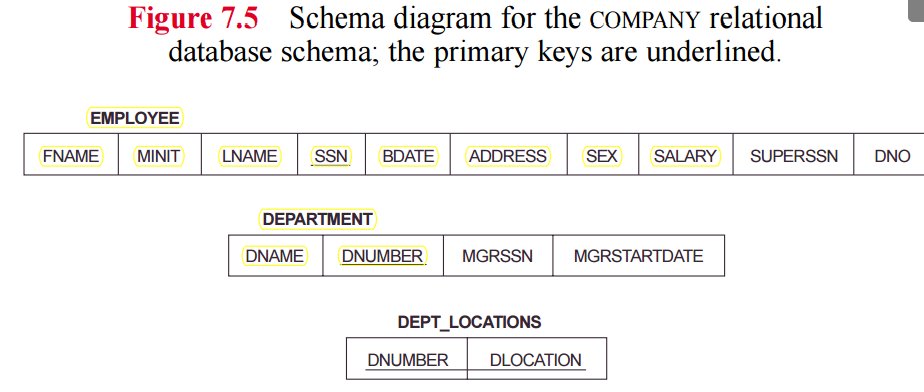 Figure 7.5 Schema diagram for the COMPANY relational
database schema; the primary keys are underlined.
EMPLOYEE
FNAME MINIT LNAME SSN BDATE ADDRESS SEX SALARY SUPERSSN DNO
DEPARTMENT
DNAME DNUMBER MGRSSN MGRSTARTDATE
DEPT_LOCATIONS
DNUMBER DLOCATION